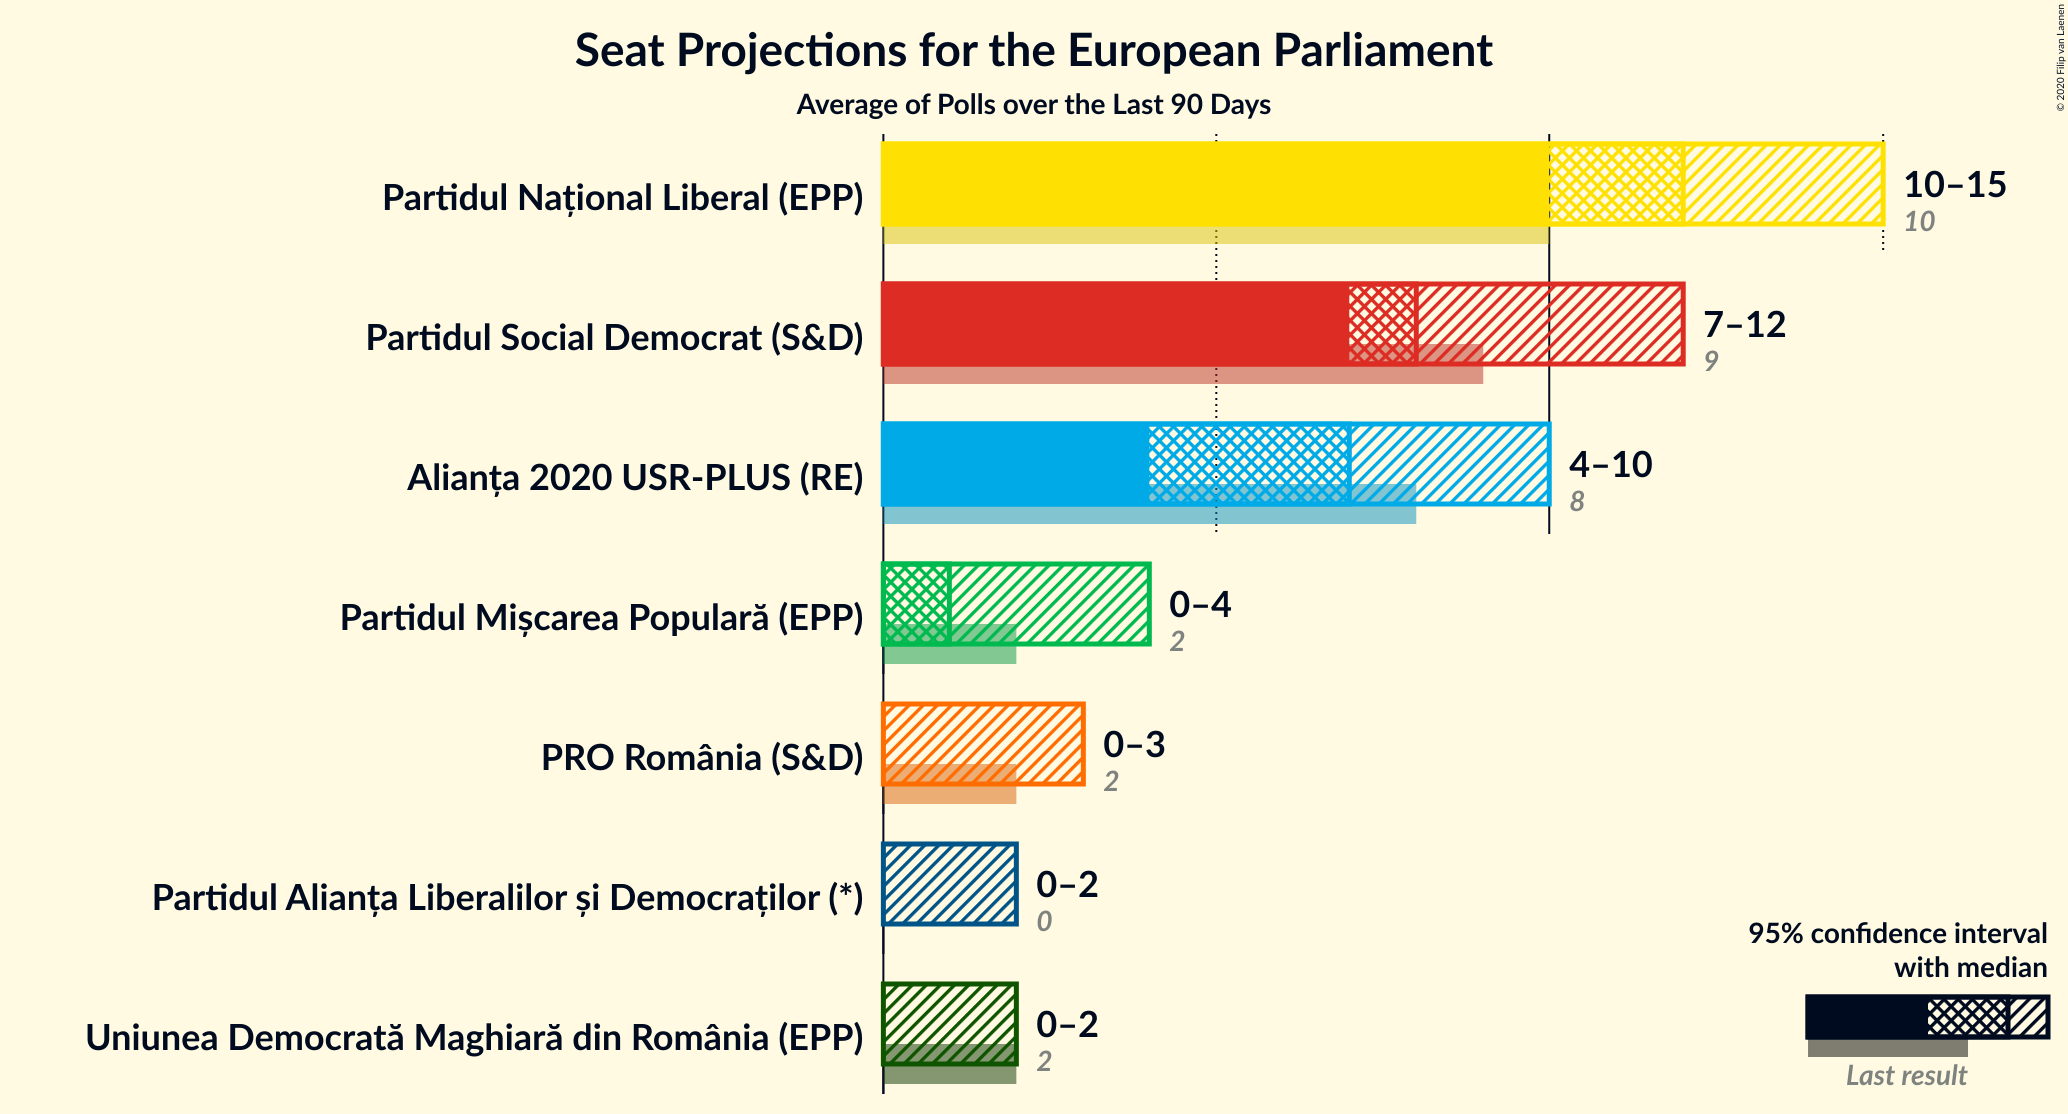 Seat Projections for the European Parliament
Average of Polls over the Last 90 Days
© 2020 Filip van Laenen
Partidul Național Liberal (EPP)
10–15
10
Partidul Social Democrat (S&D)
7–12
9
Alianța 2020 USR-PLUS (RE)
4–10
8
Partidul Mișcarea Populară (EPP)
0–4
2
PRO România (S&D)
0–3
2
Partidul Alianța Liberalilor și Democraților (*)
0–2
0
Uniunea Democrată Maghiară din România (EPP)
0–2
2
95% confidence interval
with median
Last result